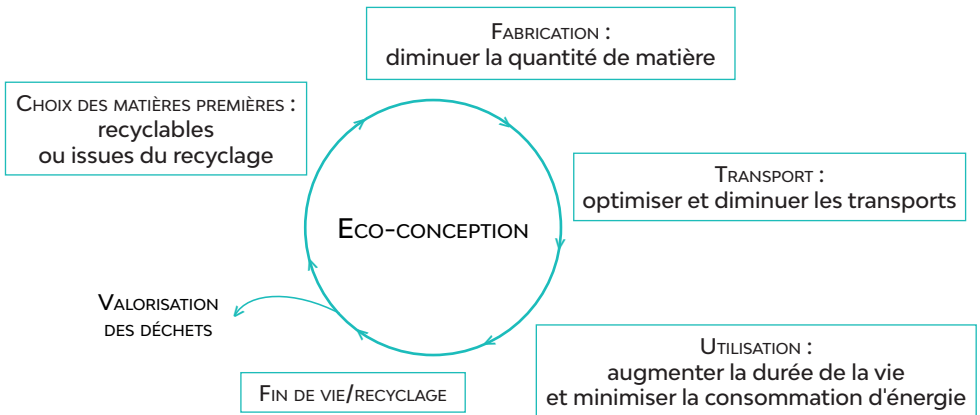 Fabrication :
diminuer la quantité de matière
Choix des matières premières :
recyclables
ou issues du recyclage
Transport :
optimiser et diminuer les transports
Eco-conception
Valorisation
des déchets
Utilisation :
augmenter la durée de la vie
et minimiser la consommation d'énergie
Fin de vie/recyclage